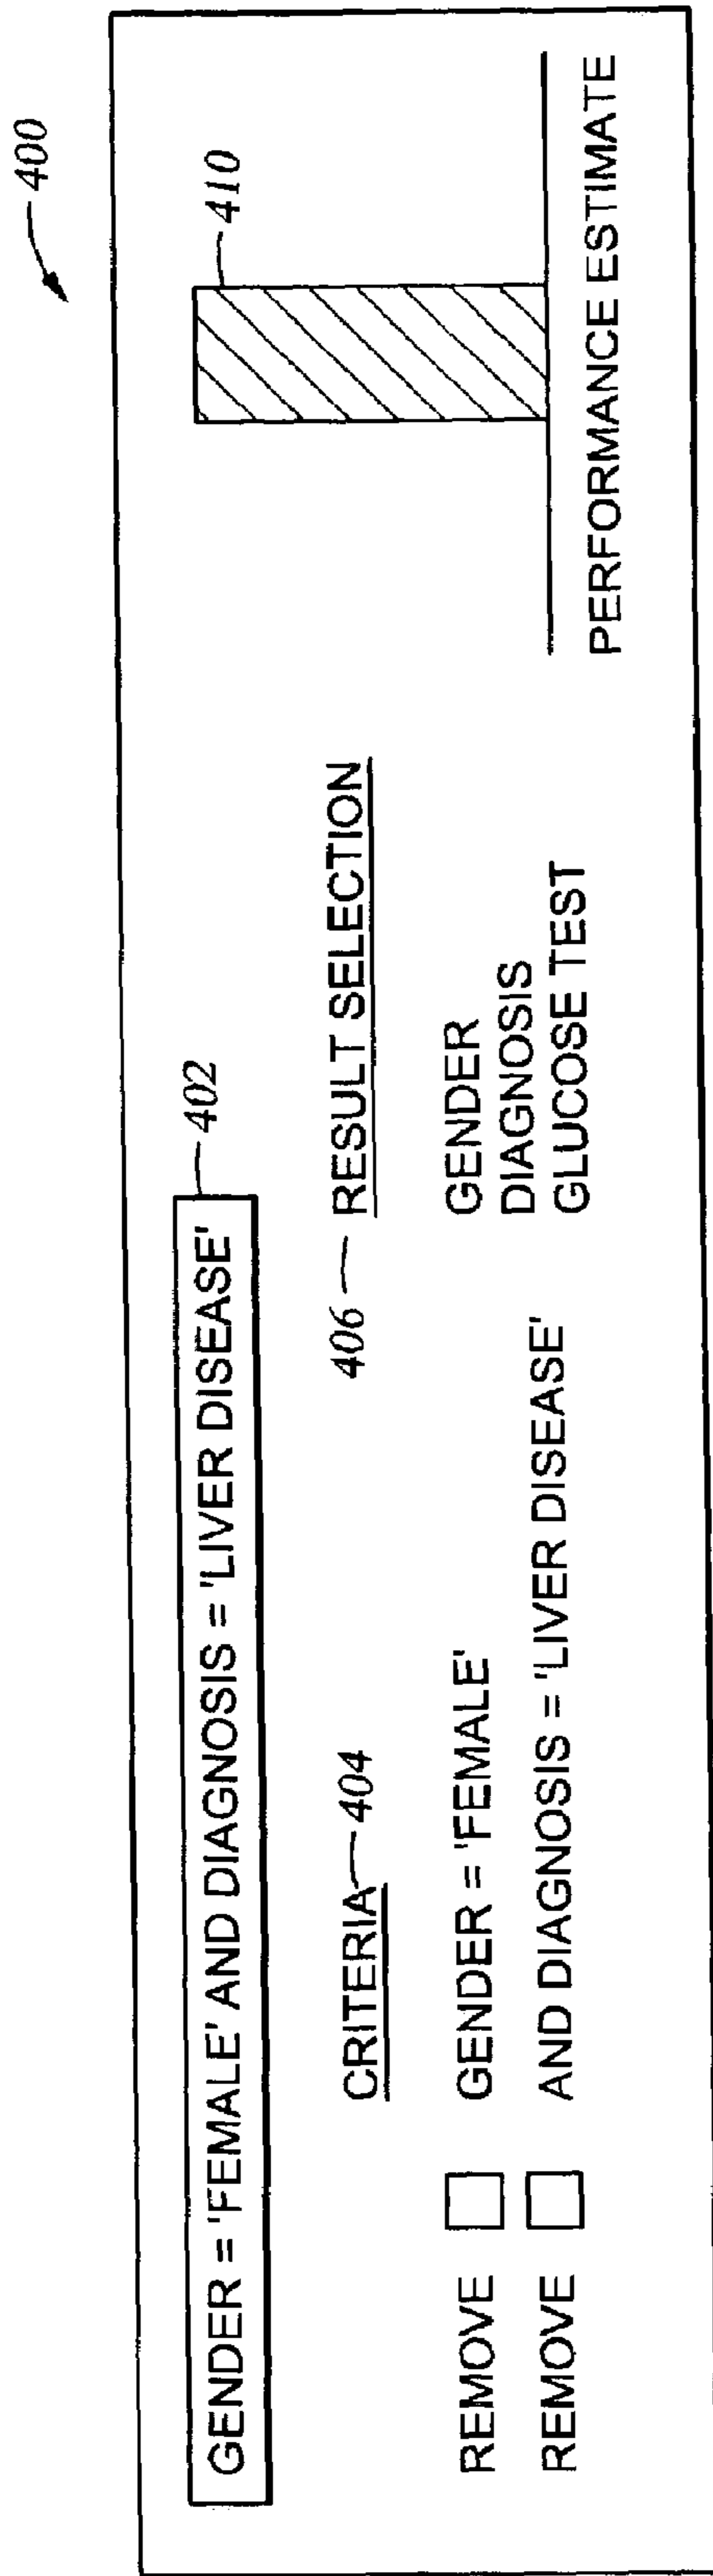 400
GENDER = 'FEMALE' AND DIAGNOSIS = 'LIVER DISEASE'
402
410
CRITERIA
404
406
RESULT SELECTION
REMOVE
GENDER = 'FEMALE'
GENDER
REMOVE
AND DIAGNOSIS = 'LIVER DISEASE'
DIAGNOSIS
GLUCOSE TEST
PERFORMANCE ESTIMATE